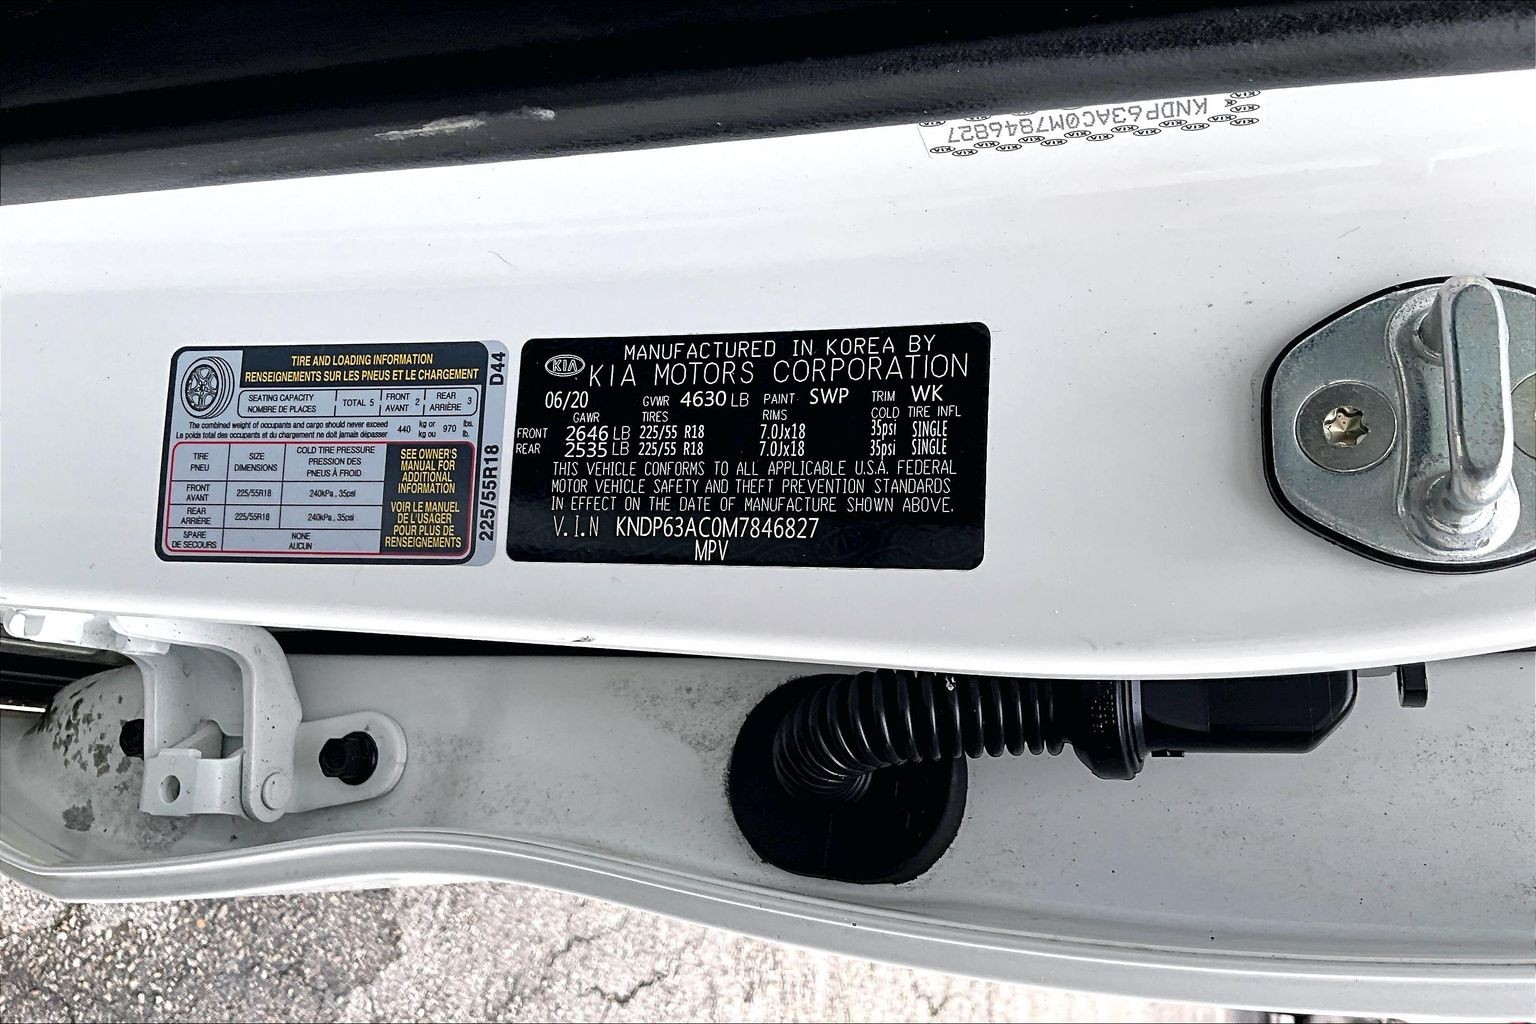 KNDP63AC0M7846827
TIRE AND LOADING INFORMATION
RENSEIGNEMENTS SUR LES PNEUS ET LE CHARGEMENT
SEATING CAPACITY
NOMBRE DE PLACES
TOTAL 5
FRONT
AVANT 2
REAR
ARRIÈRE 3
The combined weight of occupants and cargo should never exceed
Le poids total des occupants et du chargement ne doit jamais dépasser
440 kg or
kg ou 970 lbs.
lb.
TIRE
PNEU
SIZE
DIMENSIONS
COLD TIRE PRESSURE
PRESSION DES
PNEUS À FROID
FRONT
AVANT
225/55R18
240kPa, 35psi
REAR
ARRIÈRE
225/55R18
240kPa, 35psi
SPARE
DE SECOURS
NONE
AUCUN
SEE OWNER'S
MANUAL FOR
ADDITIONAL
INFORMATION
VOIR LE MANUEL
DE L'USAGER
POUR PLUS DE
RENSEIGNEMENTS
225/55R18 D44
KIA
MANUFACTURED IN KOREA BY
KIA MOTORS CORPORATION
06/20 GVWR 4630 LB PAINT SWP TRIM WK
GAWR TIRES RIMS COLD TIRE INFL
FRONT 2646 LB 225/55 R18 7.0Jx18 35psi SINGLE
REAR 2535 LB 225/55 R18 7.0Jx18 35psi SINGLE
THIS VEHICLE CONFORMS TO ALL APPLICABLE U.S.A. FEDERAL
MOTOR VEHICLE SAFETY AND THEFT PREVENTION STANDARDS
IN EFFECT ON THE DATE OF MANUFACTURE SHOWN ABOVE.
V.I.N KNDP63AC0M7846827
MPV